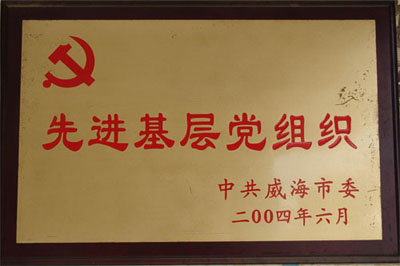 先进基层党组织
中共威海市委
二00四年六月